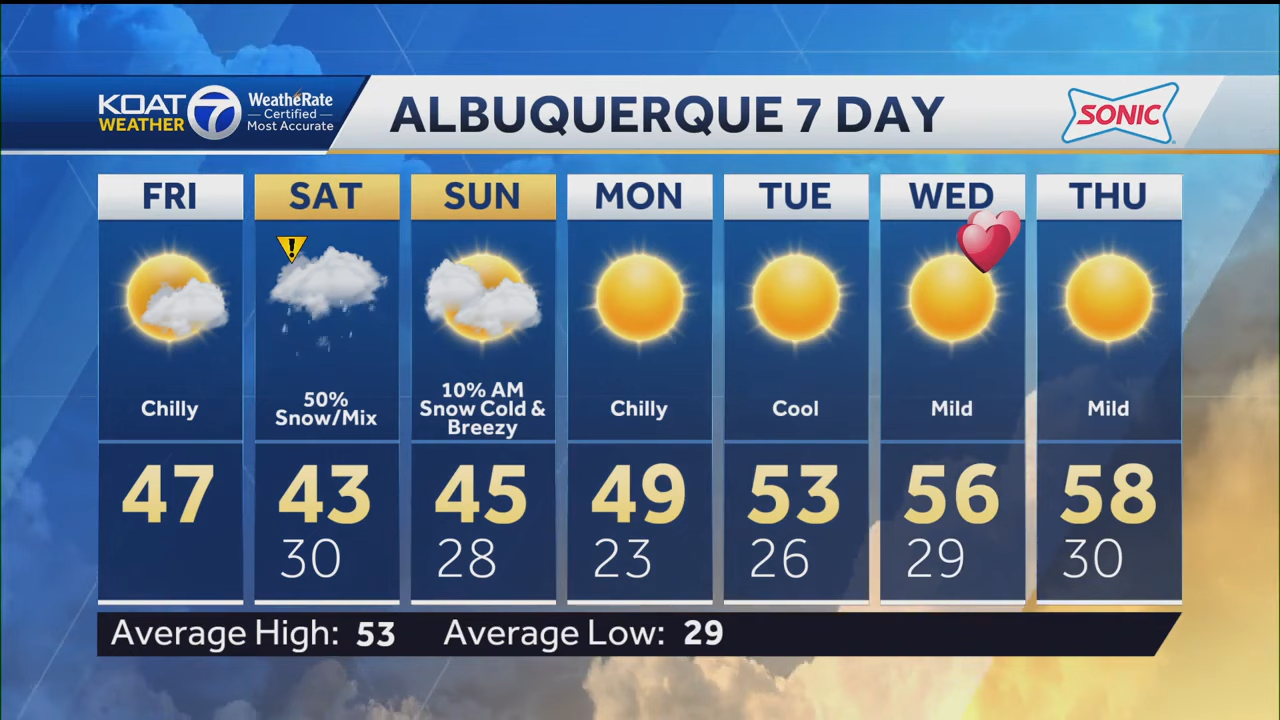 KOAT
WEATHER
7
WeatheRate
Certified
Most Accurate
ALBUQUERQUE 7 DAY
SONIC
FRI
SAT
SUN
MON
TUE
WED
THU
!
Chilly
50%
Snow/Mix
10% AM
Snow Cold &
Breezy
Chilly
Cool
Mild
Mild
47
43
45
49
53
56
58
30
28
23
26
29
30
Average High: 53
Average Low: 29